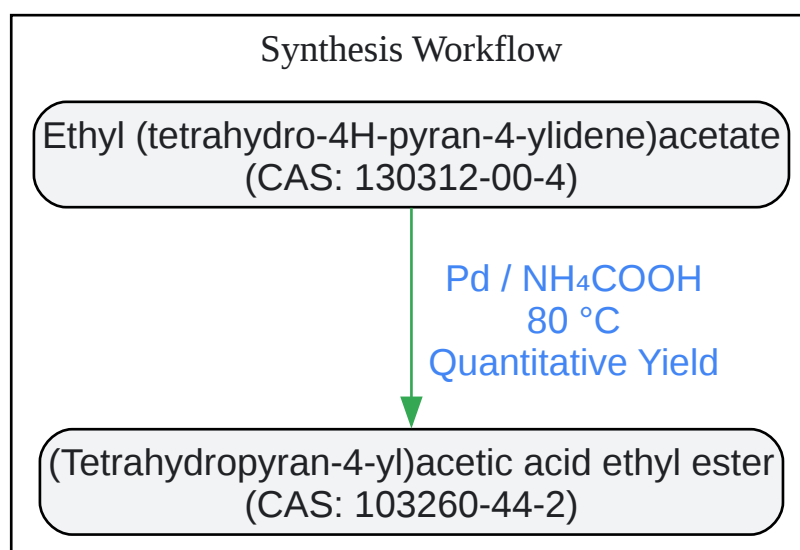 Synthesis Workflow
Ethyl (tetrahydro-4H-pyran-4-ylidene)acetate
(CAS: 130312-00-4)
Pd / NH₄COOH
80 °C
Quantitative Yield
(Tetrahydropyran-4-yl)acetic acid ethyl ester
(CAS: 103260-44-2)